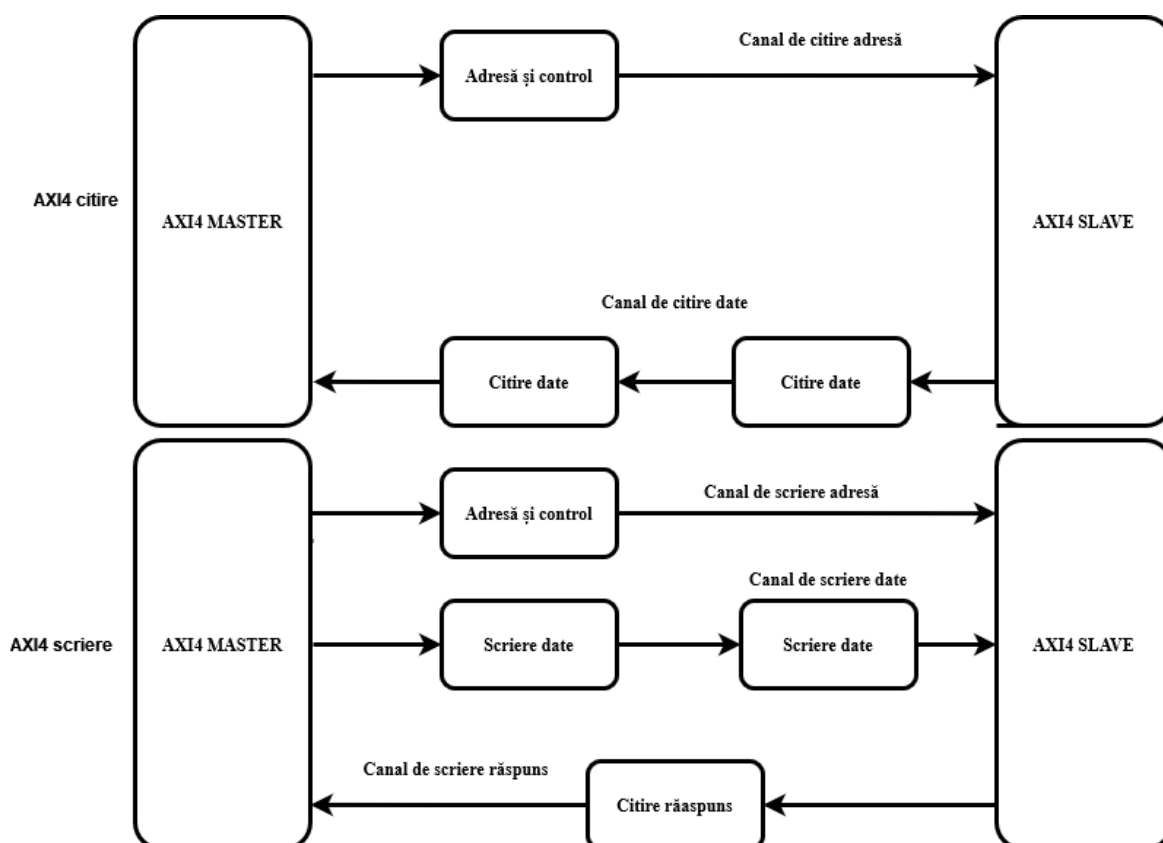 Canal de citire adresă
Adresă și control
AXI4 citire
AXI4 MASTER
AXI4 SLAVE
Canal de citire date
Citire date
Citire date
Canal de scriere adresă
Adresă și control
Canal de scriere date
AXI4 scriere
AXI4 MASTER
Scriere date
Scriere date
AXI4 SLAVE
Canal de scriere răspuns
Citire răaspuns